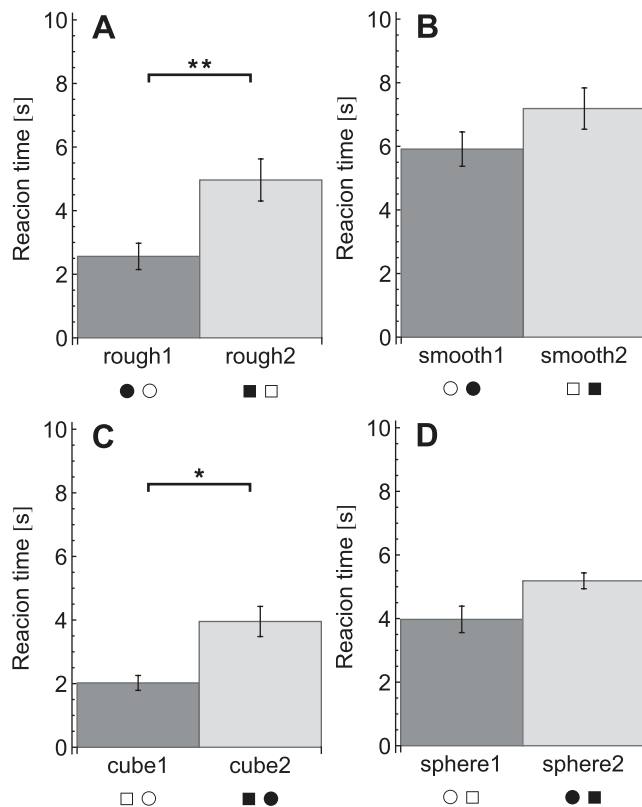 A
Reacion time [s]
10
8
6
4
2
0
**
rough1 rough2
B
Reacion time [s]
10
8
6
4
2
0
smooth1 smooth2
C
Reacion time [s]
10
8
6
4
2
0
*
cube1 cube2
D
Reacion time [s]
10
8
6
4
2
0
sphere1 sphere2